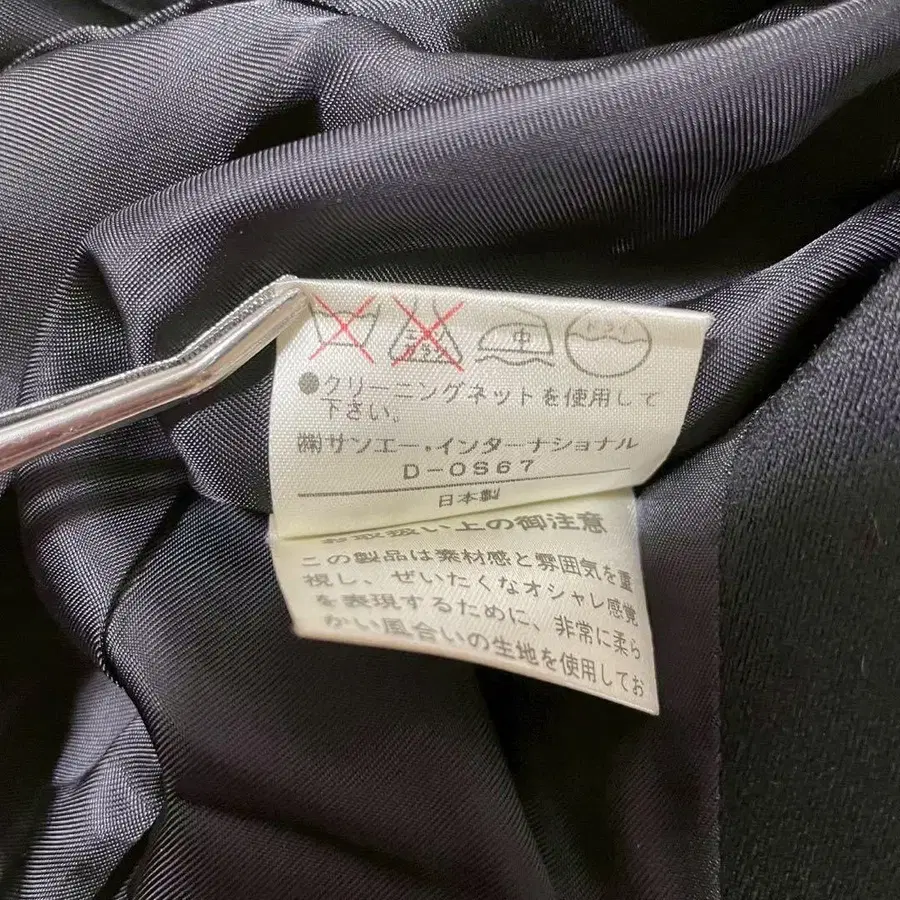 中 ドライ
●クリーニングネットを使用して
下さい。
㈱サンエー・インターナショナル
D-0S67
日本製
お取扱い上の御注意
この製品は素材感と雰囲気を重
視し、ぜいたくなオシャレ感覚
を表現するために、非常に柔ら
かい風合いの生地を使用してお